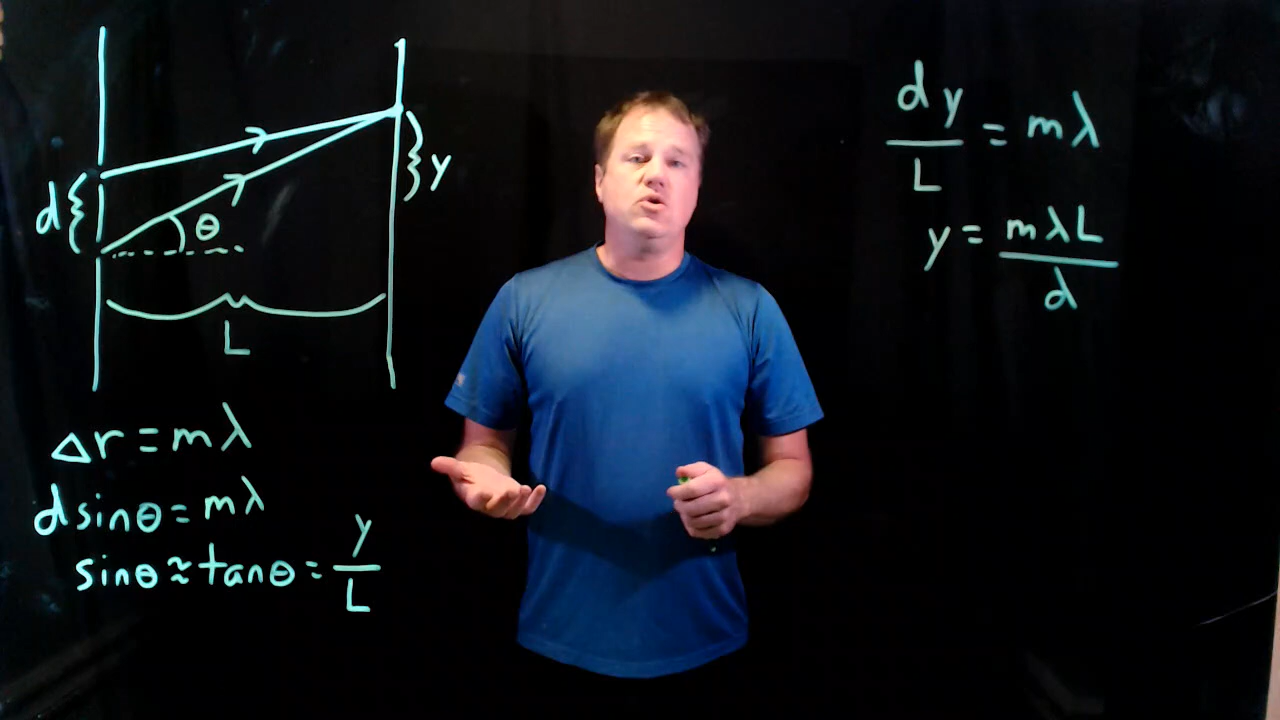 d
θ
y
L
Δr = mλ
d sinθ = mλ
sinθ ≈ tanθ = y/L
dy/L = mλ
y = mλL/d